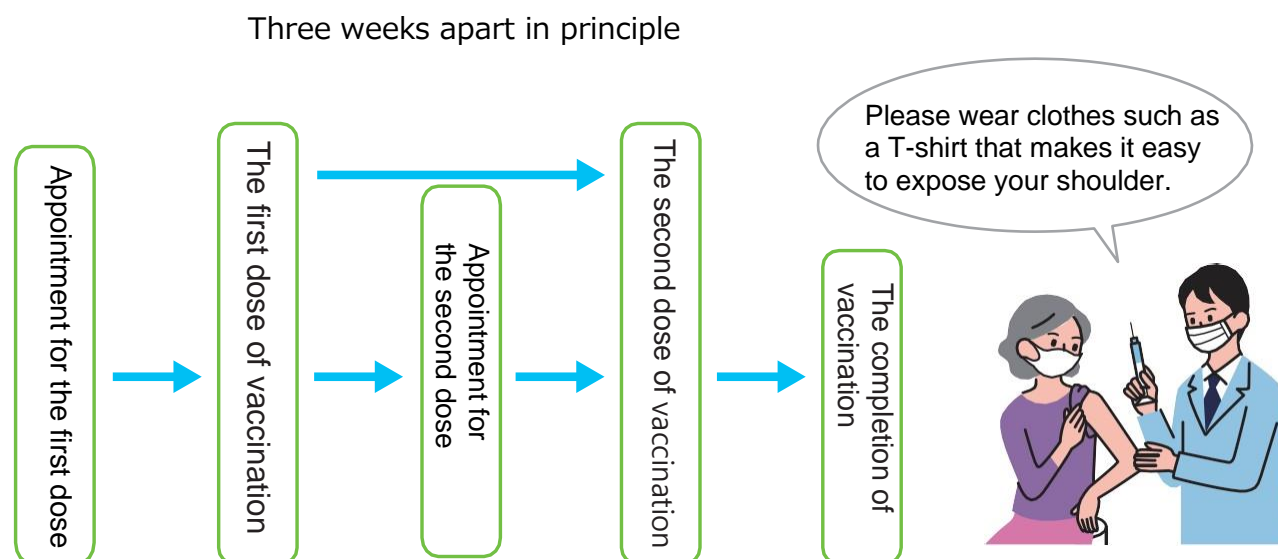 Three weeks apart in principle
Appointment for the first dose
The first dose of vaccination
Appointment for
the second dose
The second dose of vaccination
The completion of
vaccination
Please wear clothes such as
a T-shirt that makes it easy
to expose your shoulder.